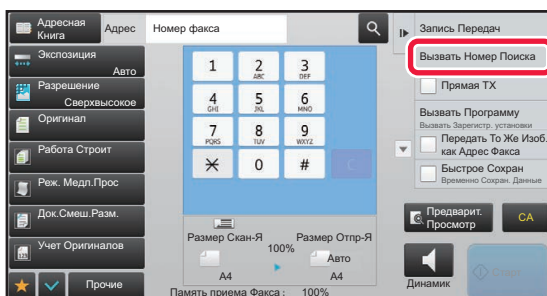 Адресная
Книга
Адрес
Номер факса
Запись Передач
Экспозиция
Авто
Вызвать Номер Поиска
Разрешение
Сверхвысокое
Прямая TX
Оригинал
Вызвать Программу
Вызвать Зарегистр. установки
Работа Строит
Передать То Же Изоб.
как Адрес Факса
Реж. Медл.Прос
Быстрое Сохран
Временно Сохран. Данные
Док.Смеш.Разм.
Учет Оригиналов
Прочие
1
2
ABC
3
DEF
4
GHI
5
JKL
6
MNO
7
PQRS
8
TUV
9
WXYZ
0
#
C
Размер Скан-Я
100%
Размер Отпр-Я
Авто
A4
A4
Память приема Факса : 100%
Предварит.
Просмотр
CA
Динамик
Старт